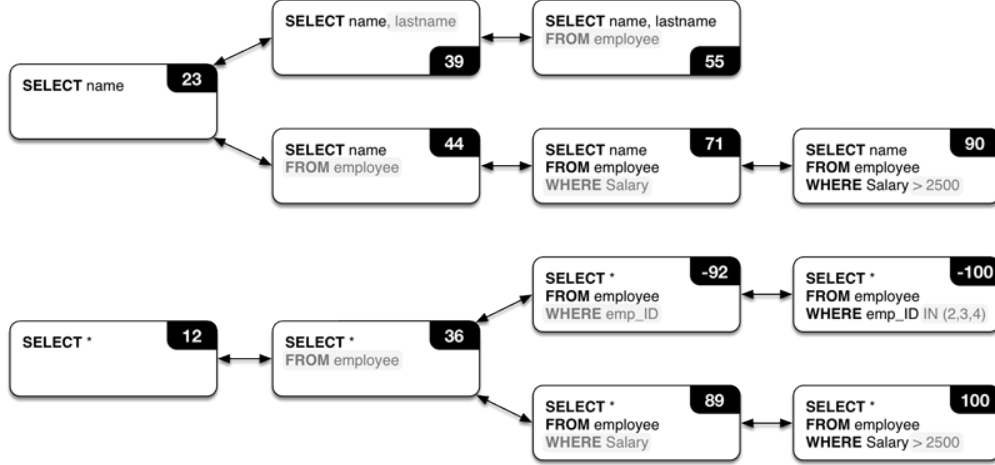 SELECT name
23
SELECT name, lastname
39
SELECT name, lastname
FROM employee
55
SELECT name
FROM employee
44
SELECT name
FROM employee
WHERE Salary
71
SELECT name
FROM employee
WHERE Salary > 2500
90
SELECT *
12
SELECT *
FROM employee
36
SELECT *
FROM employee
WHERE emp_ID
-92
SELECT *
FROM employee
WHERE emp_ID IN (2,3,4)
-100
SELECT *
FROM employee
WHERE Salary
89
SELECT *
FROM employee
WHERE Salary > 2500
100